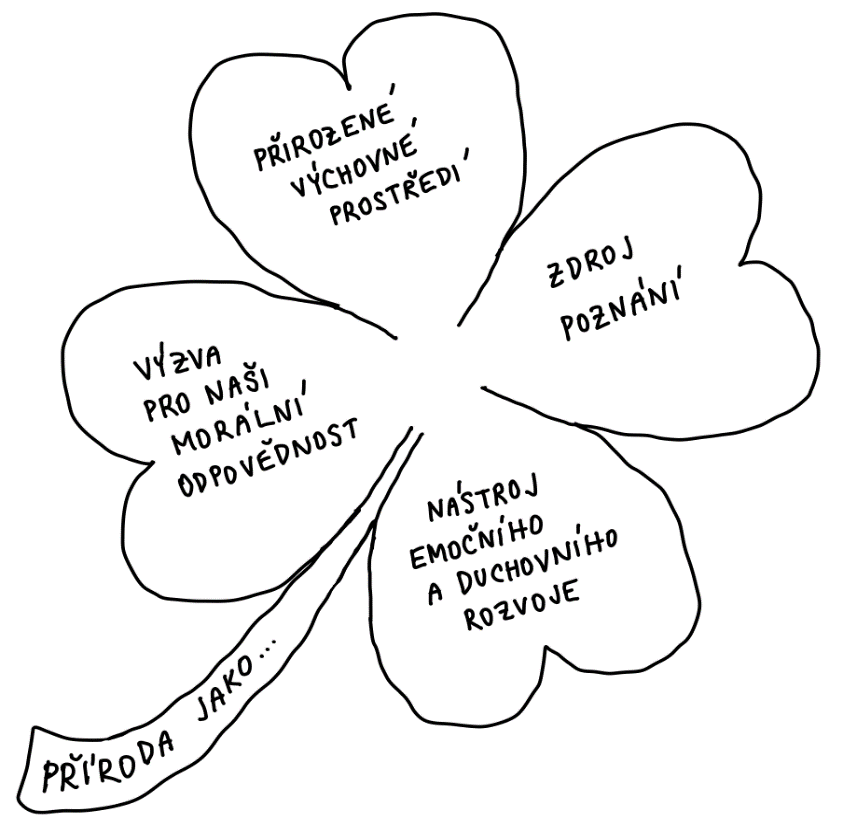 PŘIROZENÉ
VÝCHOVNÉ
PROSTŘEDÍ
ZDROJ
POZNÁNÍ
VÝZVA
PRO NAŠI
MORÁLNÍ
ODPOVĚDNOST
NÁSTROJ
EMOČNÍHO
A DUCHOVNÍHO
ROZVOJE
PŘÍRODA JAKO...